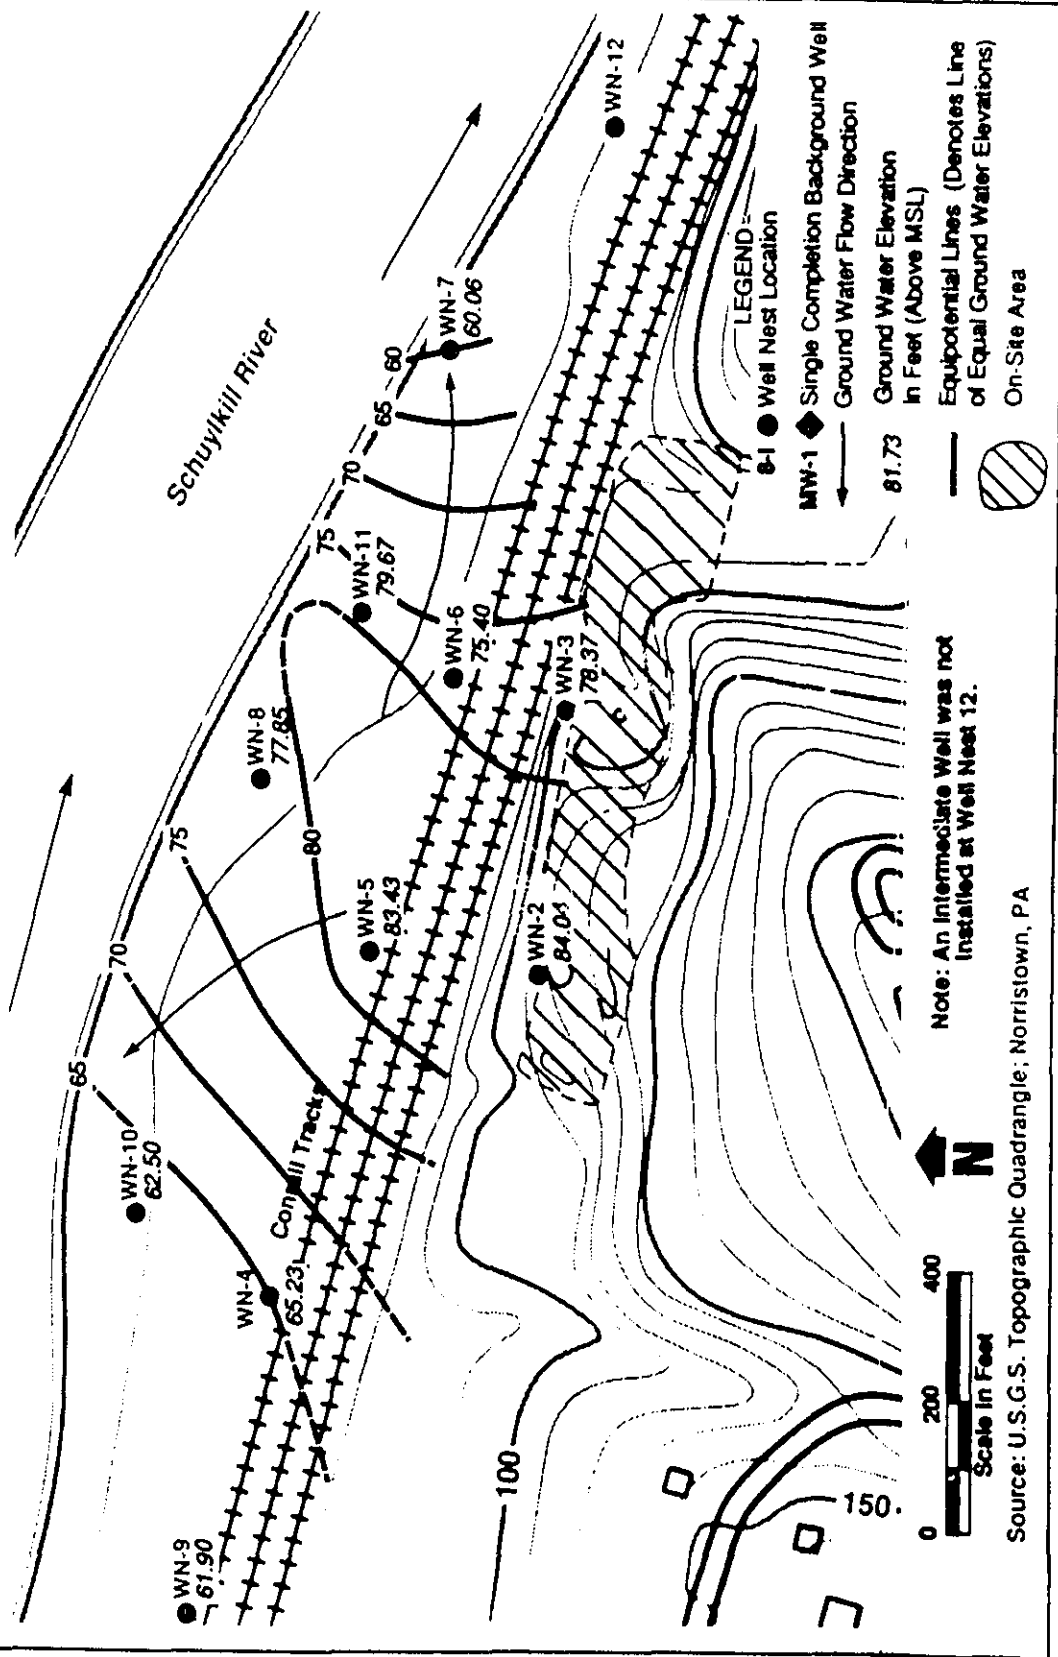 Schuylkill River
WN-12
WN-7
60.06
60
65
70
75
WN-11
79.67
WN-6
75.40
WN-3
78.37
WN-8
77.85
80
75
WN-5
83.43
WN-2
84.04
70
65
WN-10
62.50
Conrail Tracks
WN-4
65.23
WN-9
61.90
100
150.
LEGEND
8-I Well Nest Location
MW-1 Single Completion Background Well
Ground Water Flow Direction
81.73 Ground Water Elevation
In Feet (Above MSL)
Equipotential Lines (Denotes Line
of Equal Ground Water Elevations)
On-Site Area
Note: An Intermediate Well was not
Installed at Well Nest 12.
N
0 200 400
Scale In Feet
Source: U.S.G.S. Topographic Quadrangle; Norristown, PA